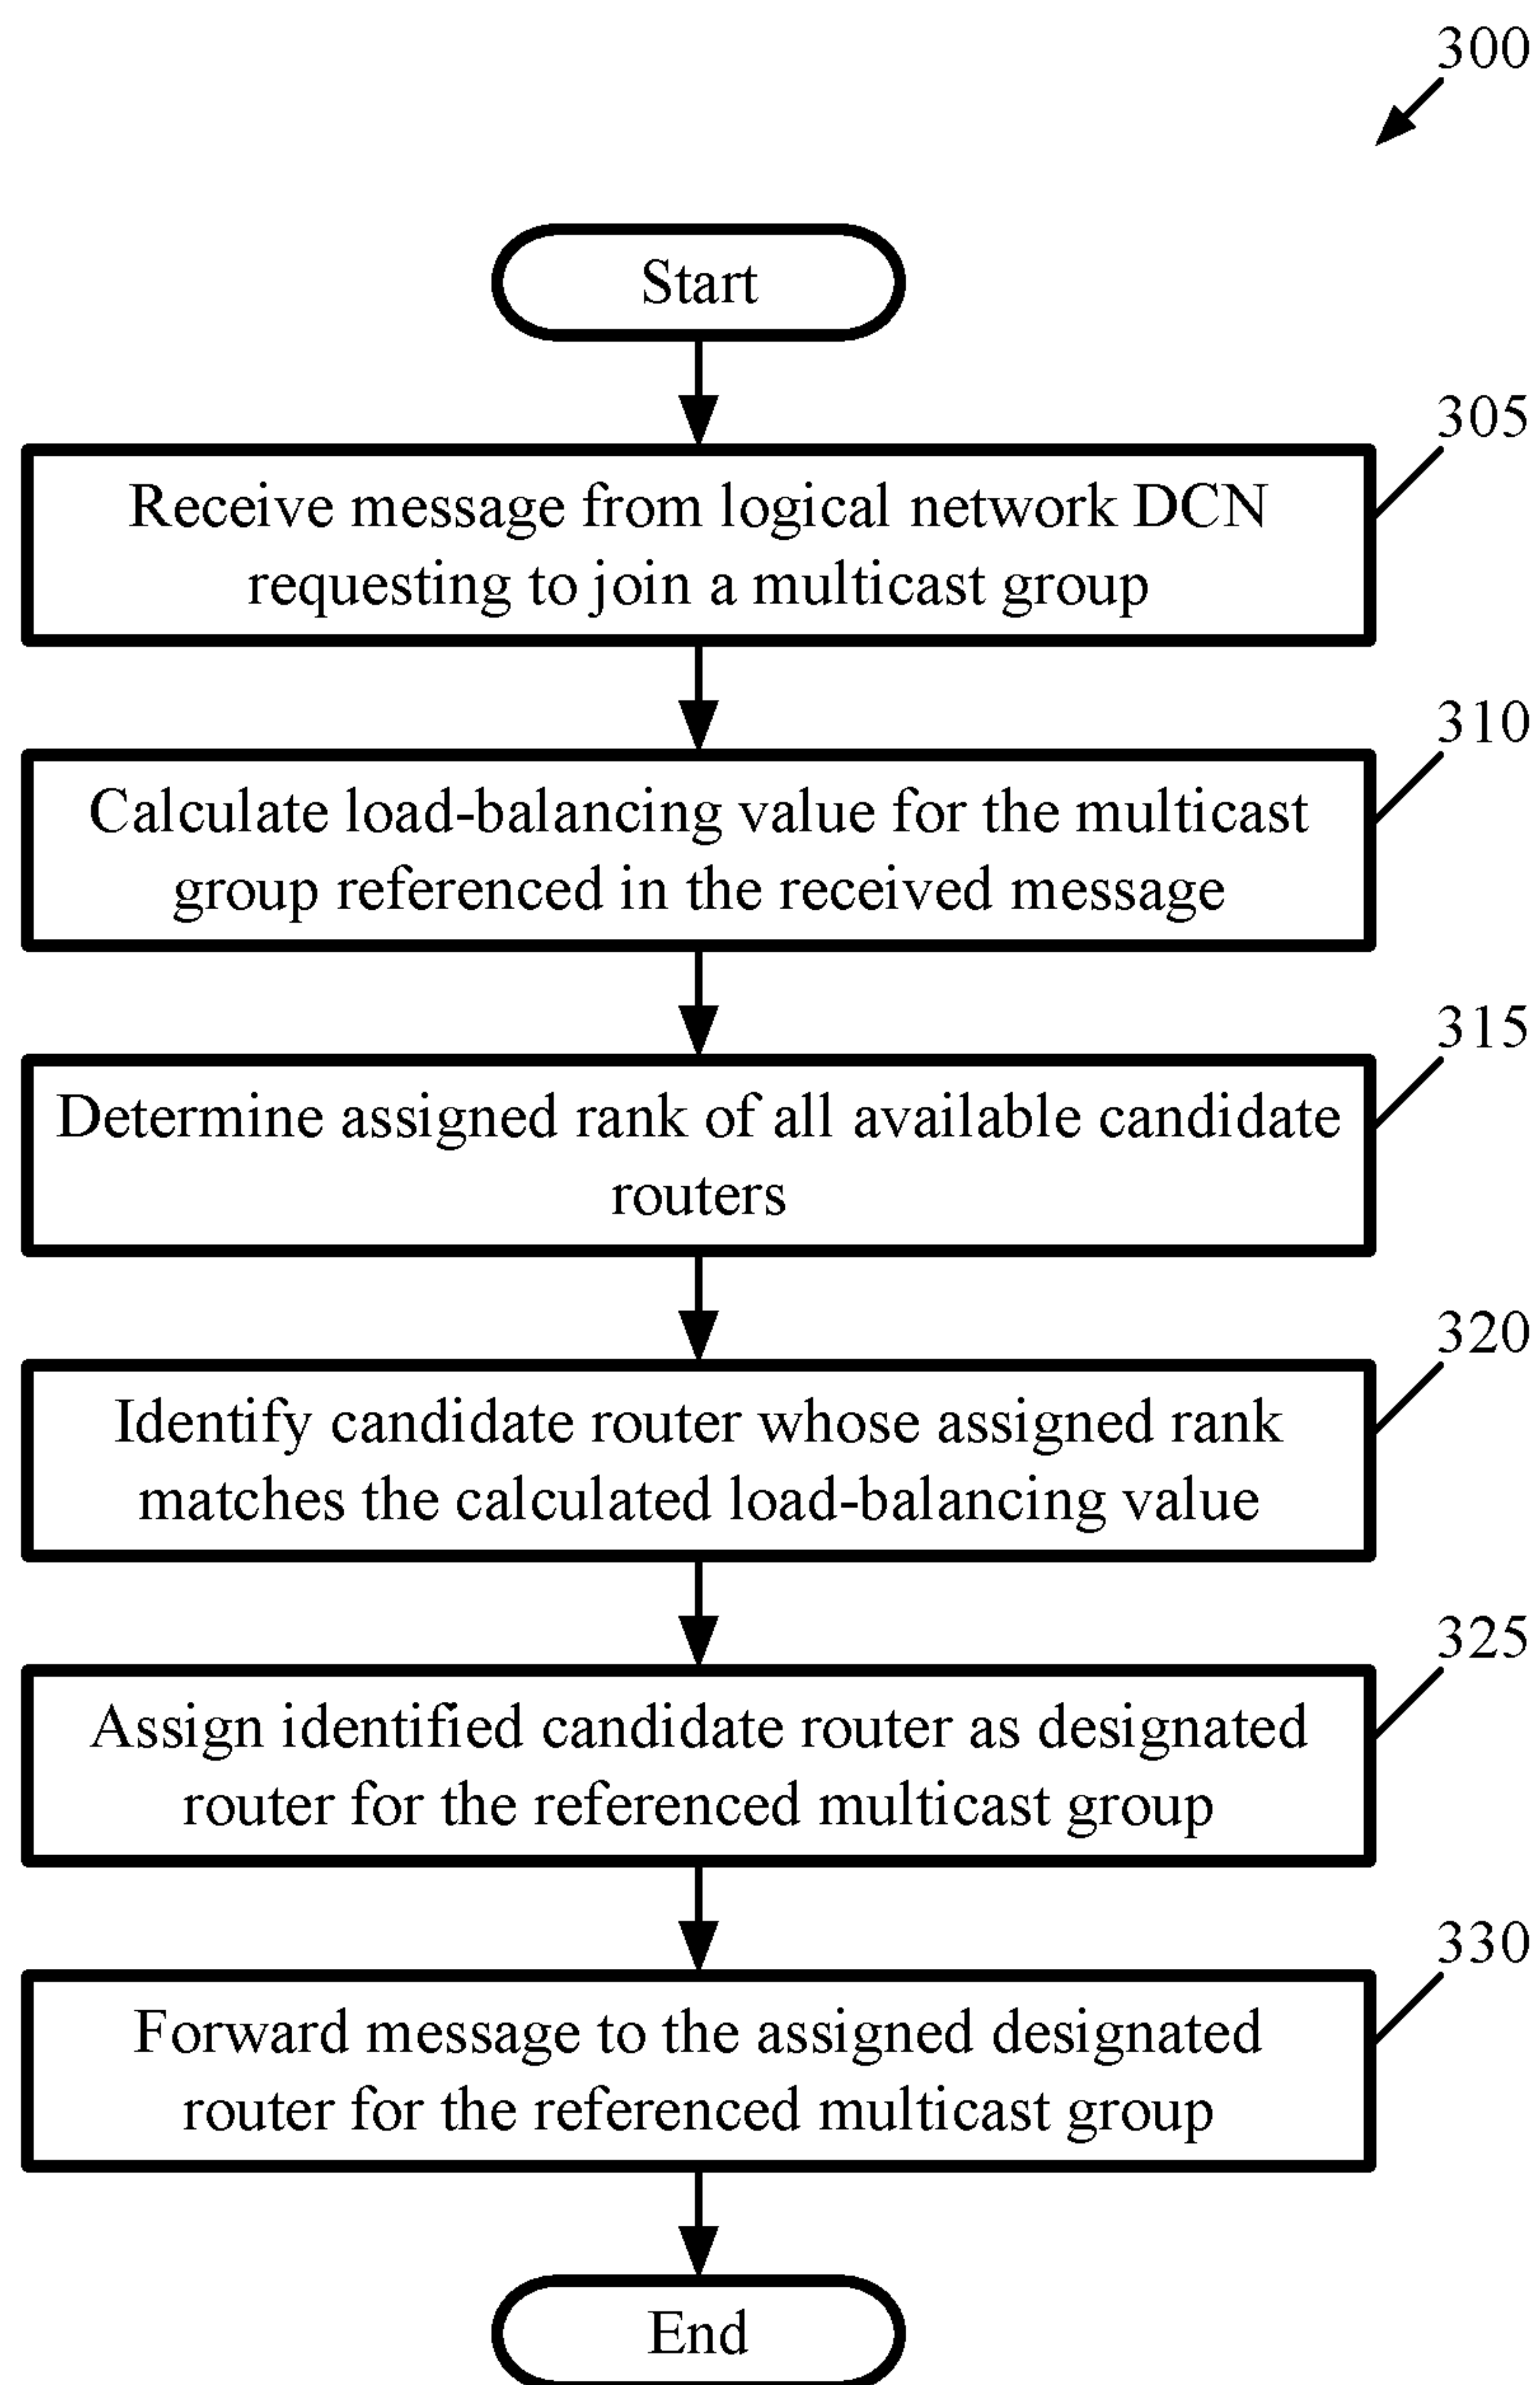 300
Start
305
Receive message from logical network DCN
requesting to join a multicast group
310
Calculate load-balancing value for the multicast
group referenced in the received message
315
Determine assigned rank of all available candidate
routers
320
Identify candidate router whose assigned rank
matches the calculated load-balancing value
325
Assign identified candidate router as designated
router for the referenced multicast group
330
Forward message to the assigned designated
router for the referenced multicast group
End